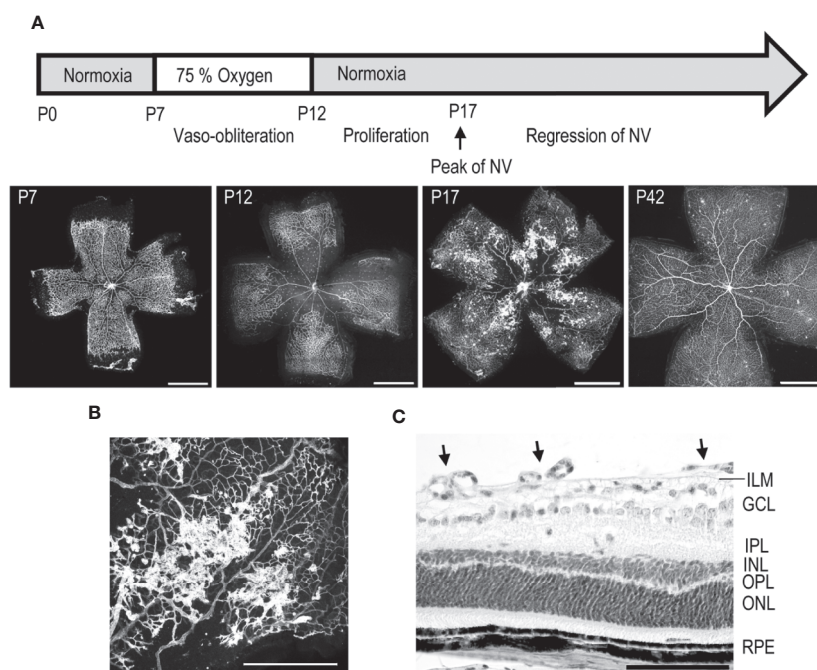 A
Normoxia 75 % Oxygen Normoxia
P0 P7 P12 P17
Vaso-obliteration Proliferation Regression of NV
Peak of NV
P7 P12 P17 P42
B
C
ILM
GCL
IPL
INL
OPL
ONL
RPE